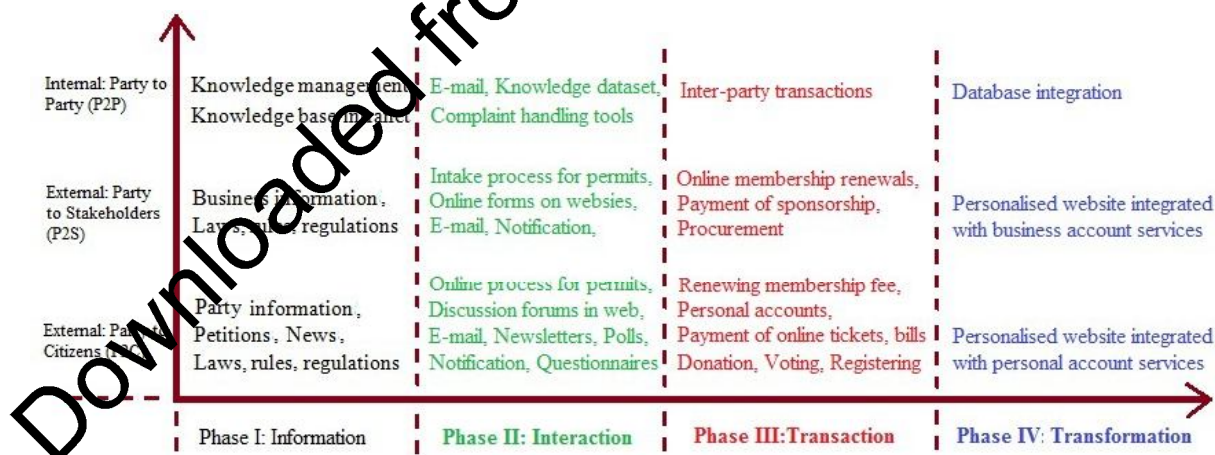 Downloaded fro
Internal: Party to
Party (P2P)
Knowledge management
Knowledge base intranet
E-mail, Knowledge dataset,
Complaint handling tools
Inter-party transactions
Database integration
External: Party
to Stakeholders
(P2S)
Business information,
Laws, rules, regulations
Intake process for permits,
Online forms on websies,
E-mail, Notification,
Online membership renewals,
Payment of sponsorship,
Procurement
Personalised website integrated
with business account services
External: Party to
Citizens (P2C)
Party information,
Petitions, News,
Laws, rules, regulations
Online process for permits,
Discussion forums in web,
E-mail, Newsletters, Polls,
Notification, Questionnaires
Renewing membership fee,
Personal accounts,
Payment of online tickets, bills
Donation, Voting, Registering
Personalised website integrated
with personal account services
Phase I: Information
Phase II: Interaction
Phase III:Transaction
Phase IV: Transformation